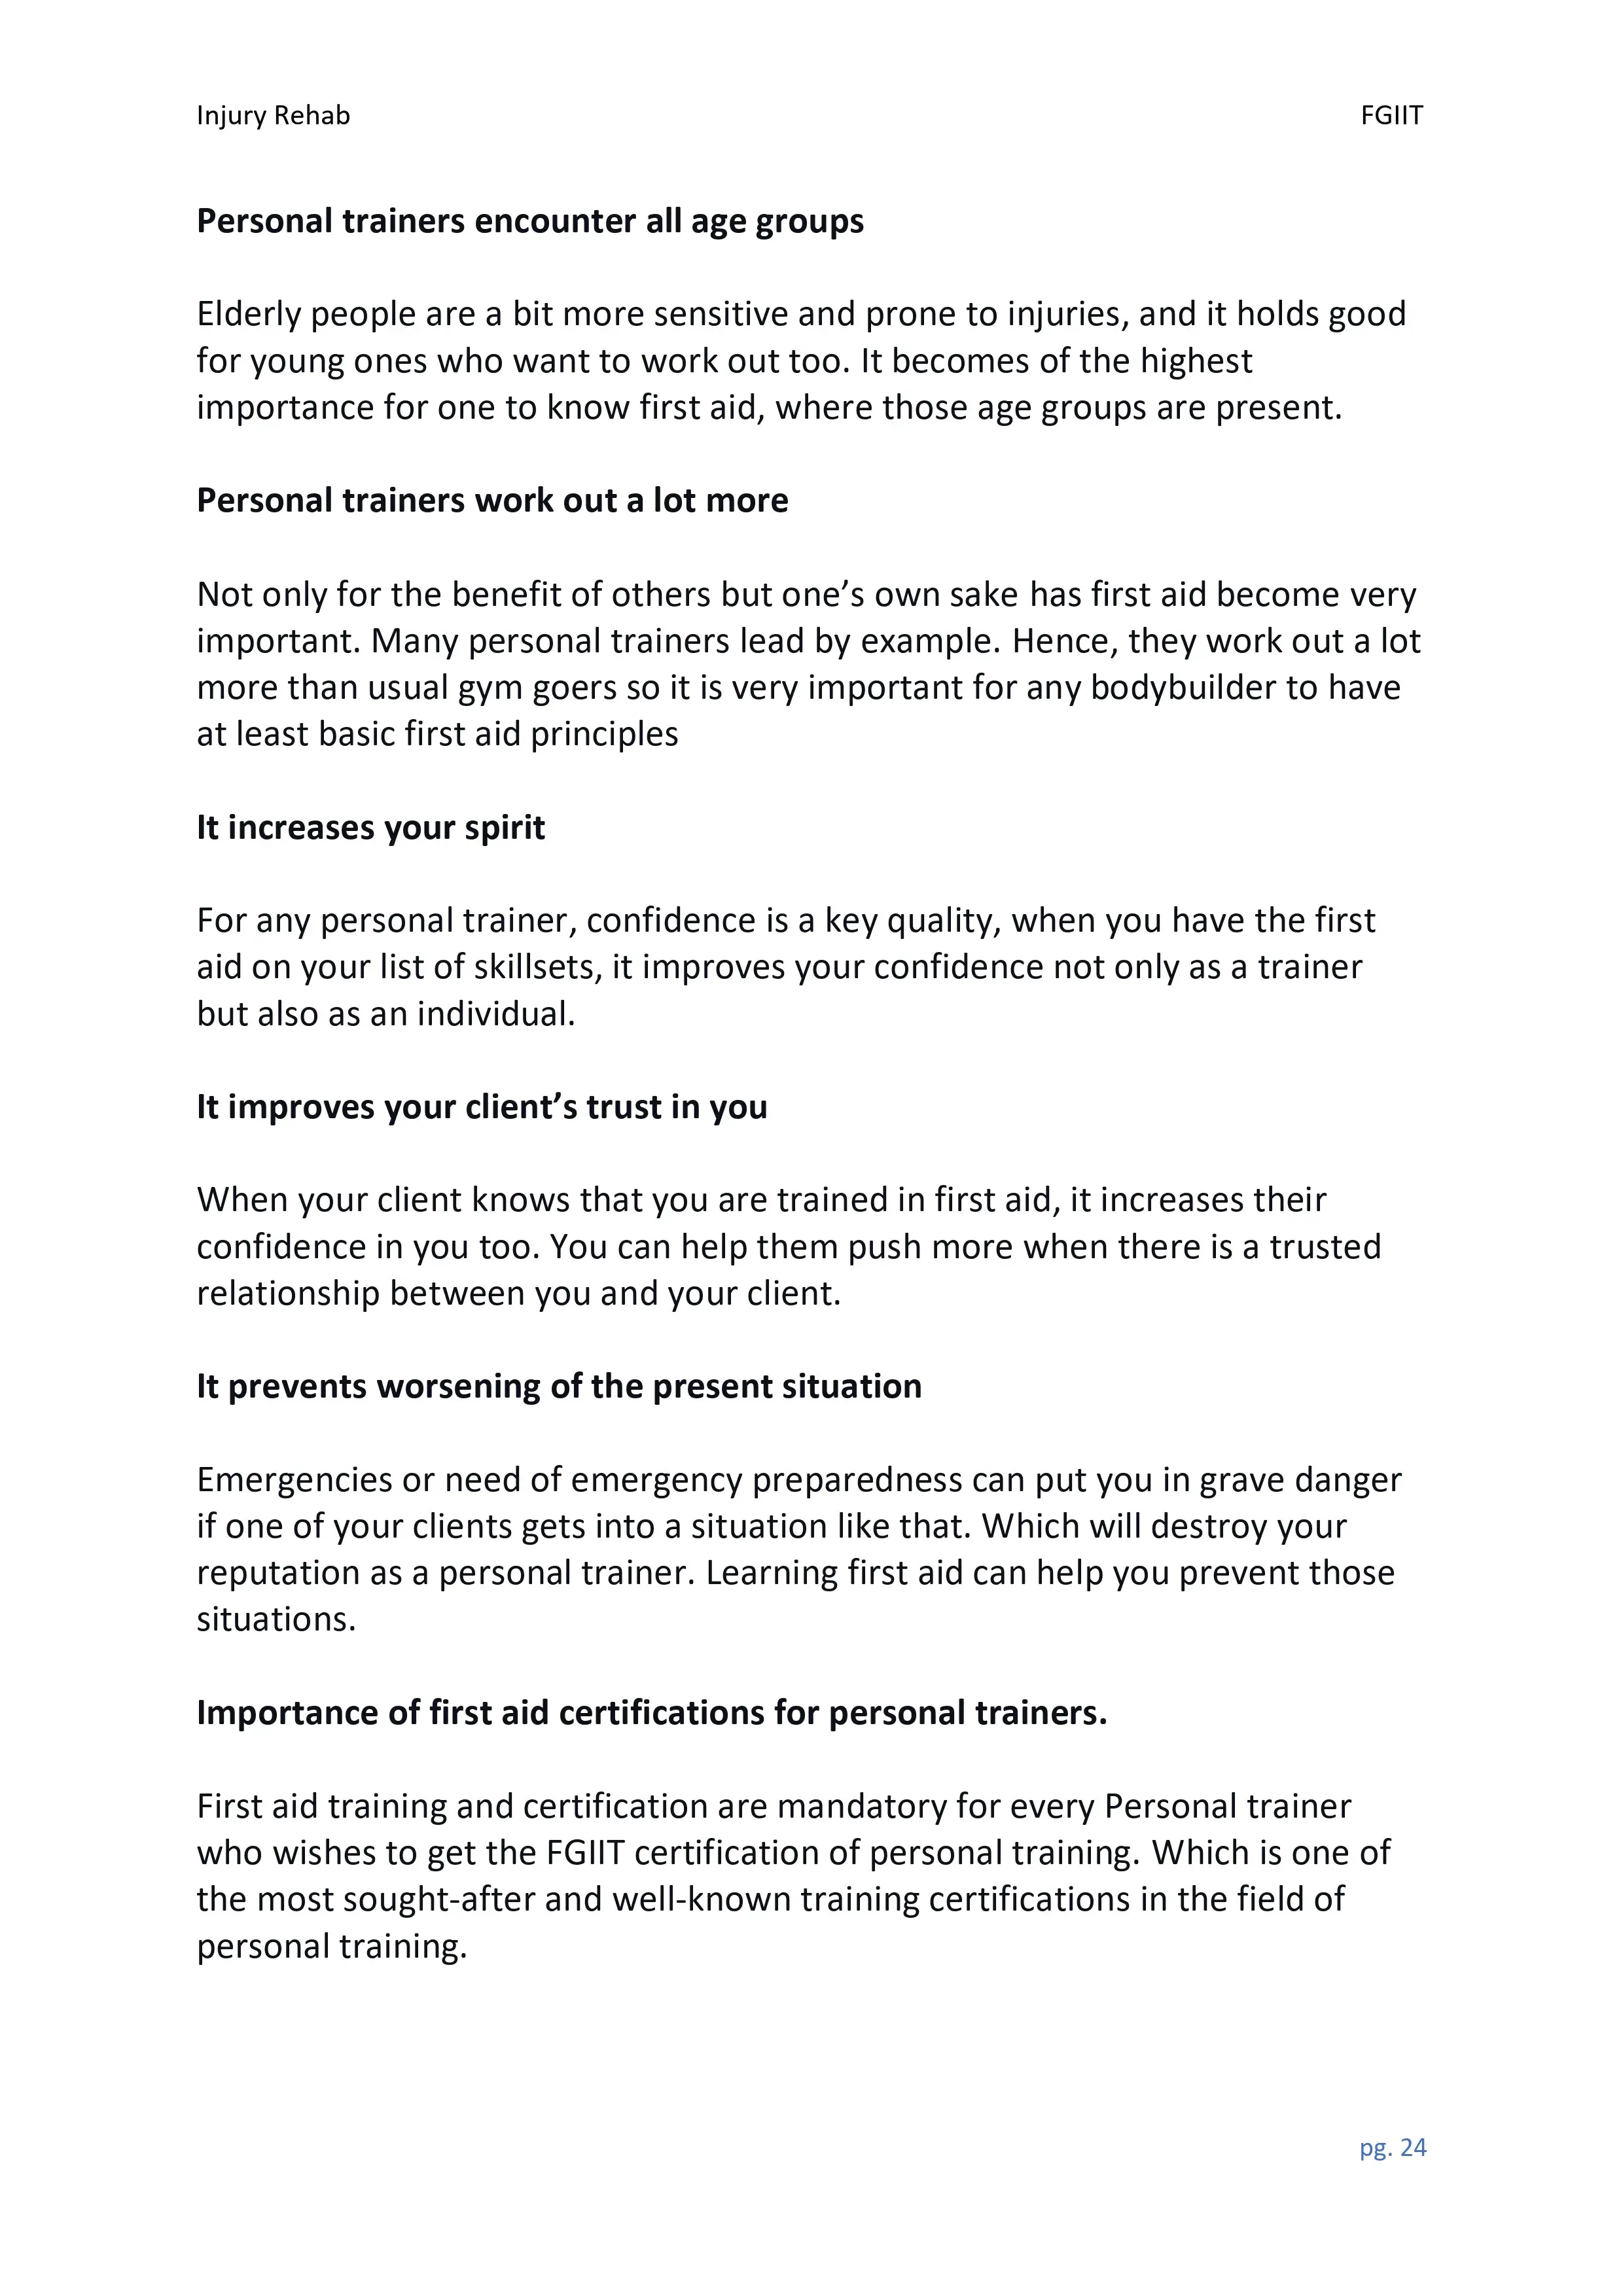 Injury Rehab FGIIT
Personal trainers encounter all age groups
Elderly people are a bit more sensitive and prone to injuries, and it holds good
for young ones who want to work out too. It becomes of the highest
importance for one to know first aid, where those age groups are present.
Personal trainers work out a lot more
Not only for the benefit of others but one’s own sake has first aid become very
important. Many personal trainers lead by example. Hence, they work out a lot
more than usual gym goers so it is very important for any bodybuilder to have
at least basic first aid principles
It increases your spirit
For any personal trainer, confidence is a key quality, when you have the first
aid on your list of skillsets, it improves your confidence not only as a trainer
but also as an individual.
It improves your client’s trust in you
When your client knows that you are trained in first aid, it increases their
confidence in you too. You can help them push more when there is a trusted
relationship between you and your client.
It prevents worsening of the present situation
Emergencies or need of emergency preparedness can put you in grave danger
if one of your clients gets into a situation like that. Which will destroy your
reputation as a personal trainer. Learning first aid can help you prevent those
situations.
Importance of first aid certifications for personal trainers.
First aid training and certification are mandatory for every Personal trainer
who wishes to get the FGIIT certification of personal training. Which is one of
the most sought-after and well-known training certifications in the field of
personal training.
pg. 24